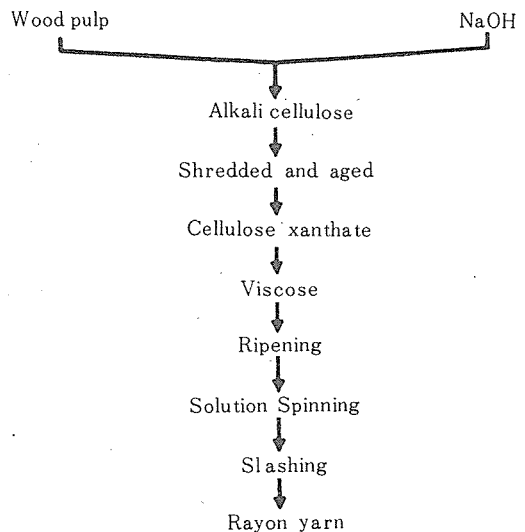 Wood pulp NaOH
Alkali cellulose
Shredded and aged
Cellulose xanthate
Viscose
Ripening
Solution Spinning
Slashing
Rayon yarn